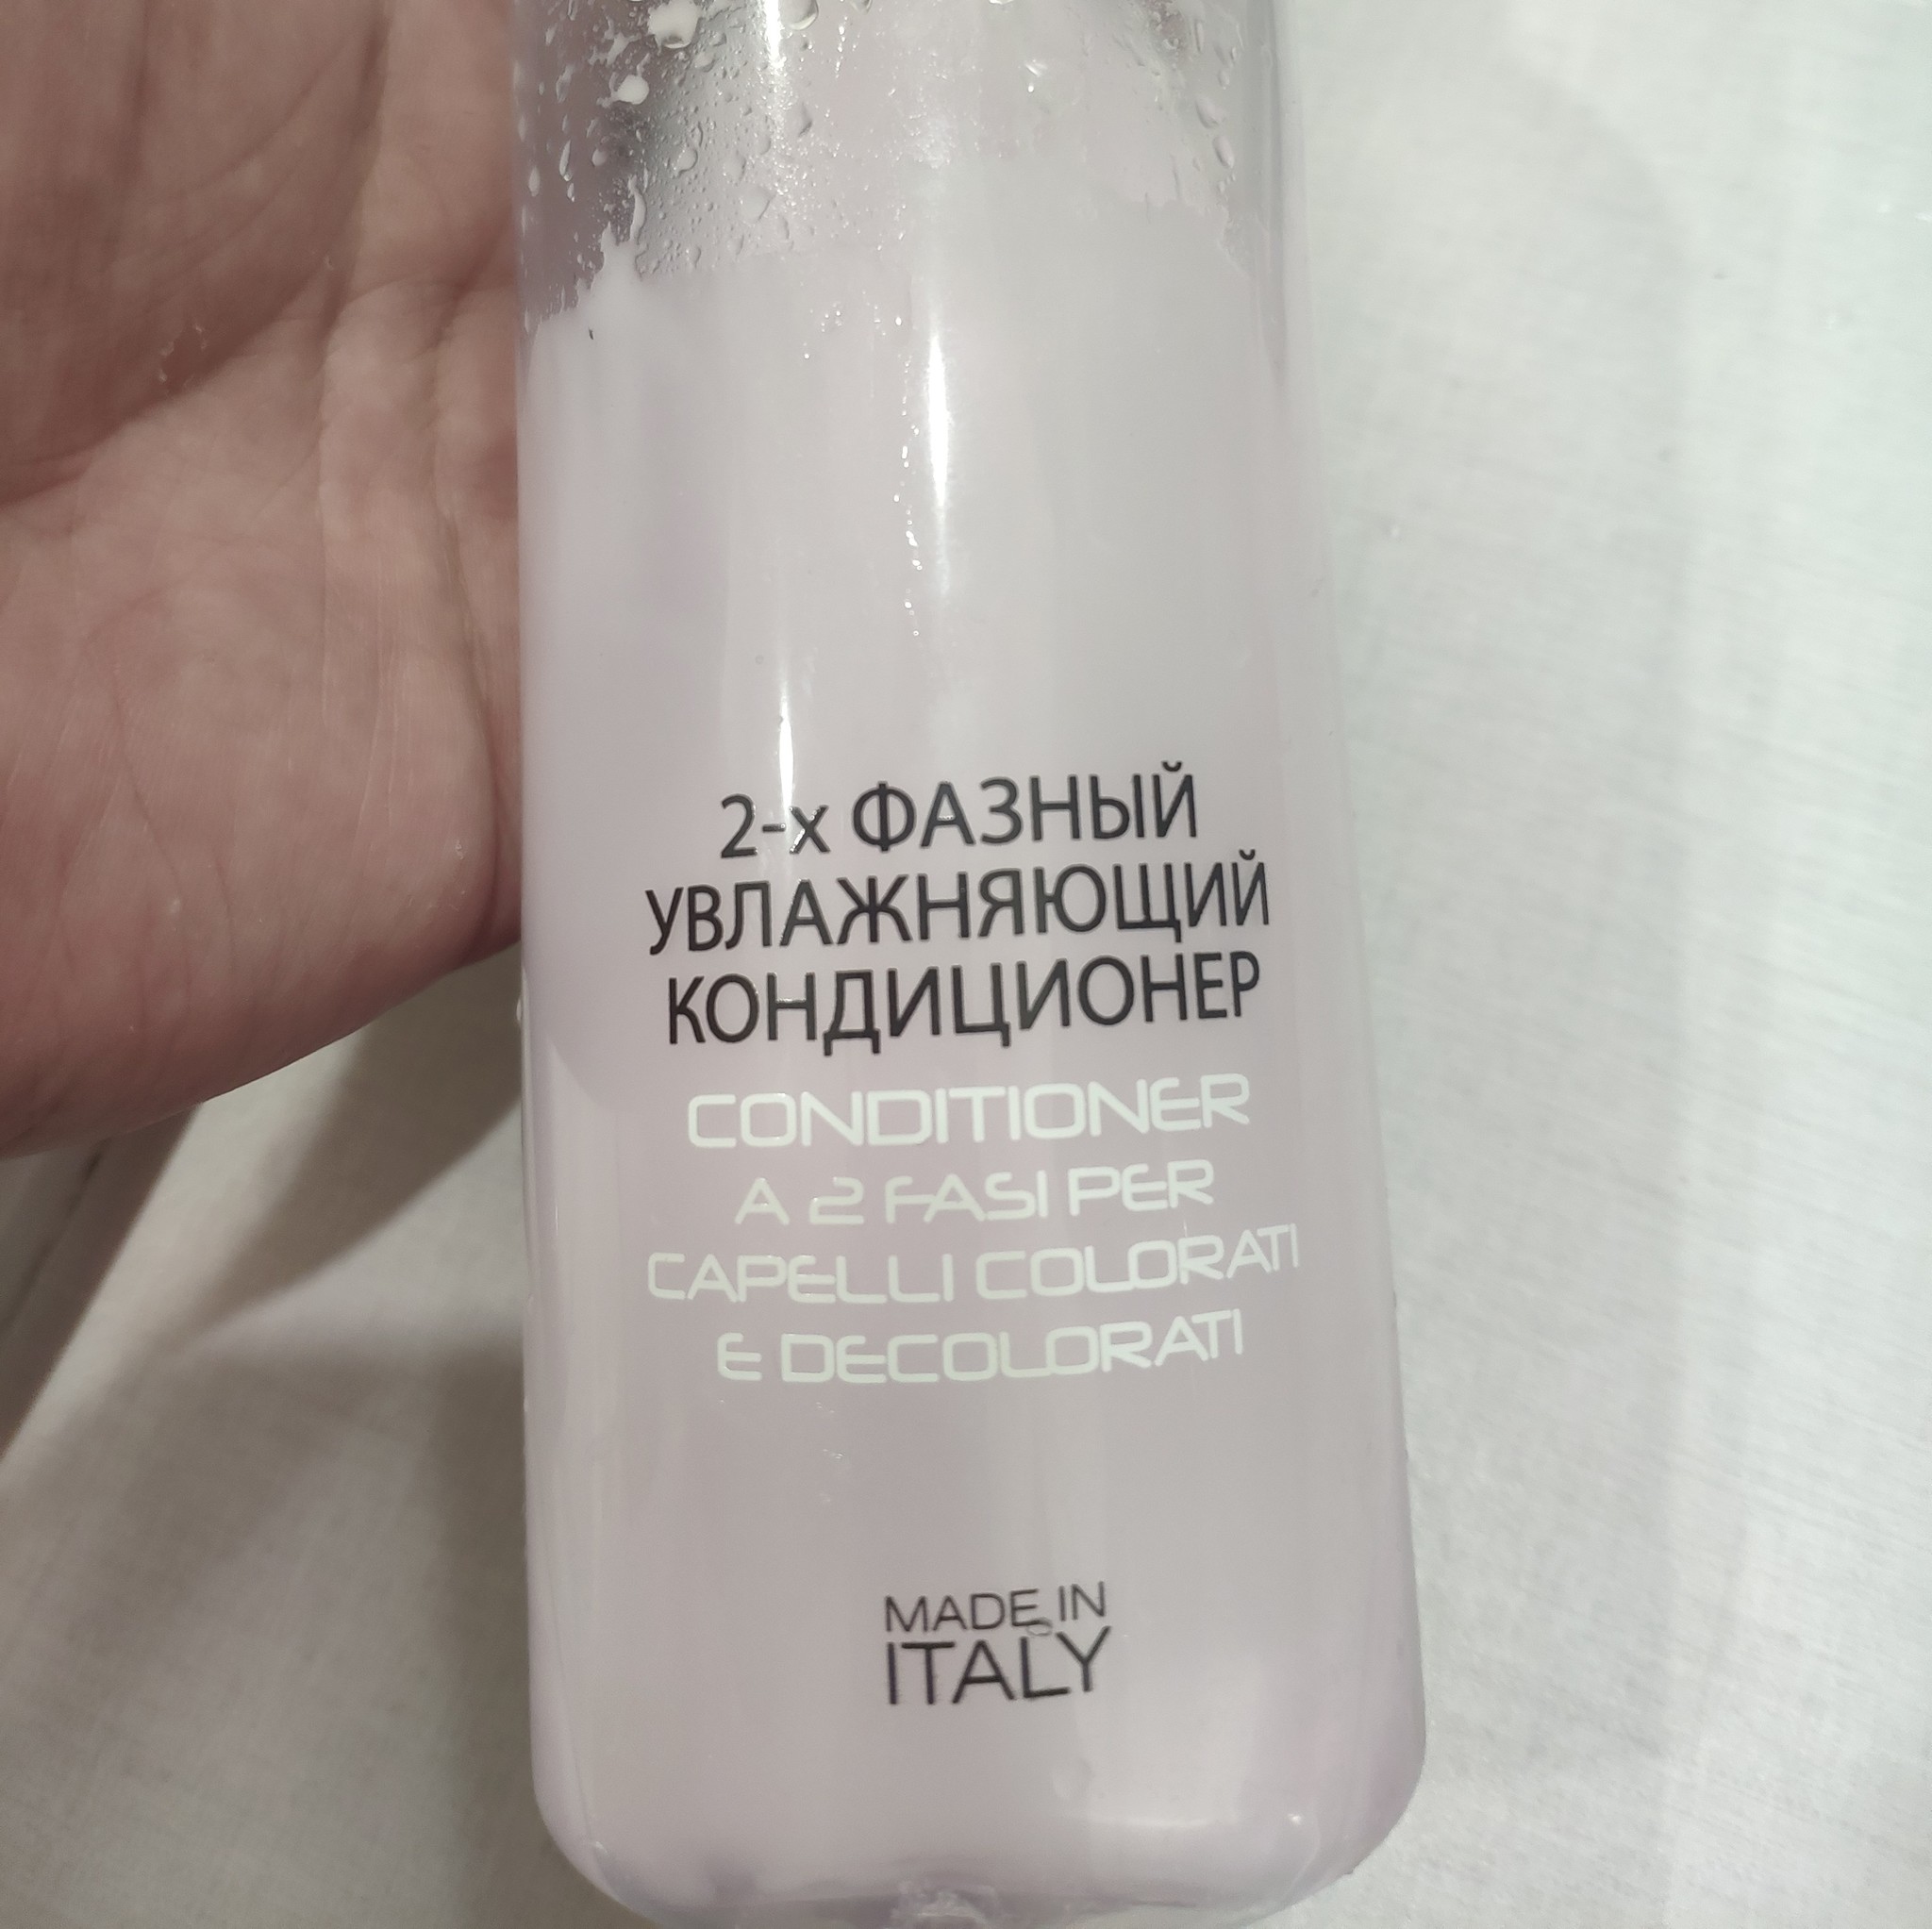 2-х ФАЗНЫЙ
УВЛАЖНЯЮЩИЙ
КОНДИЦИОНЕР
CONDITIONER
A 2 FASI PER
CAPELLI COLORATI
E DECOLORATI
MADE IN
ITALY